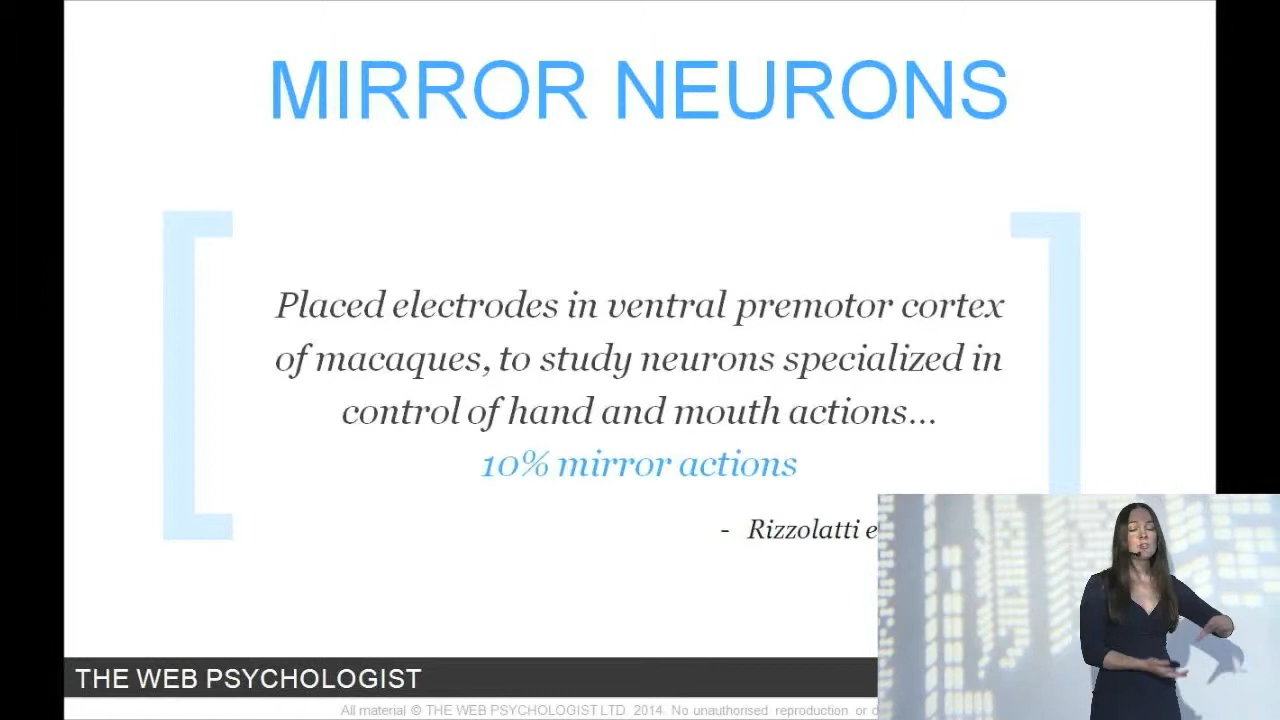 MIRROR NEURONS
Placed electrodes in ventral premotor cortex
of macaques, to study neurons specialized in
control of hand and mouth actions...
10% mirror actions
- Rizzolatti e
THE WEB PSYCHOLOGIST
All material © THE WEB PSYCHOLOGIST LTD. 2014. No unauthorised reproduction or